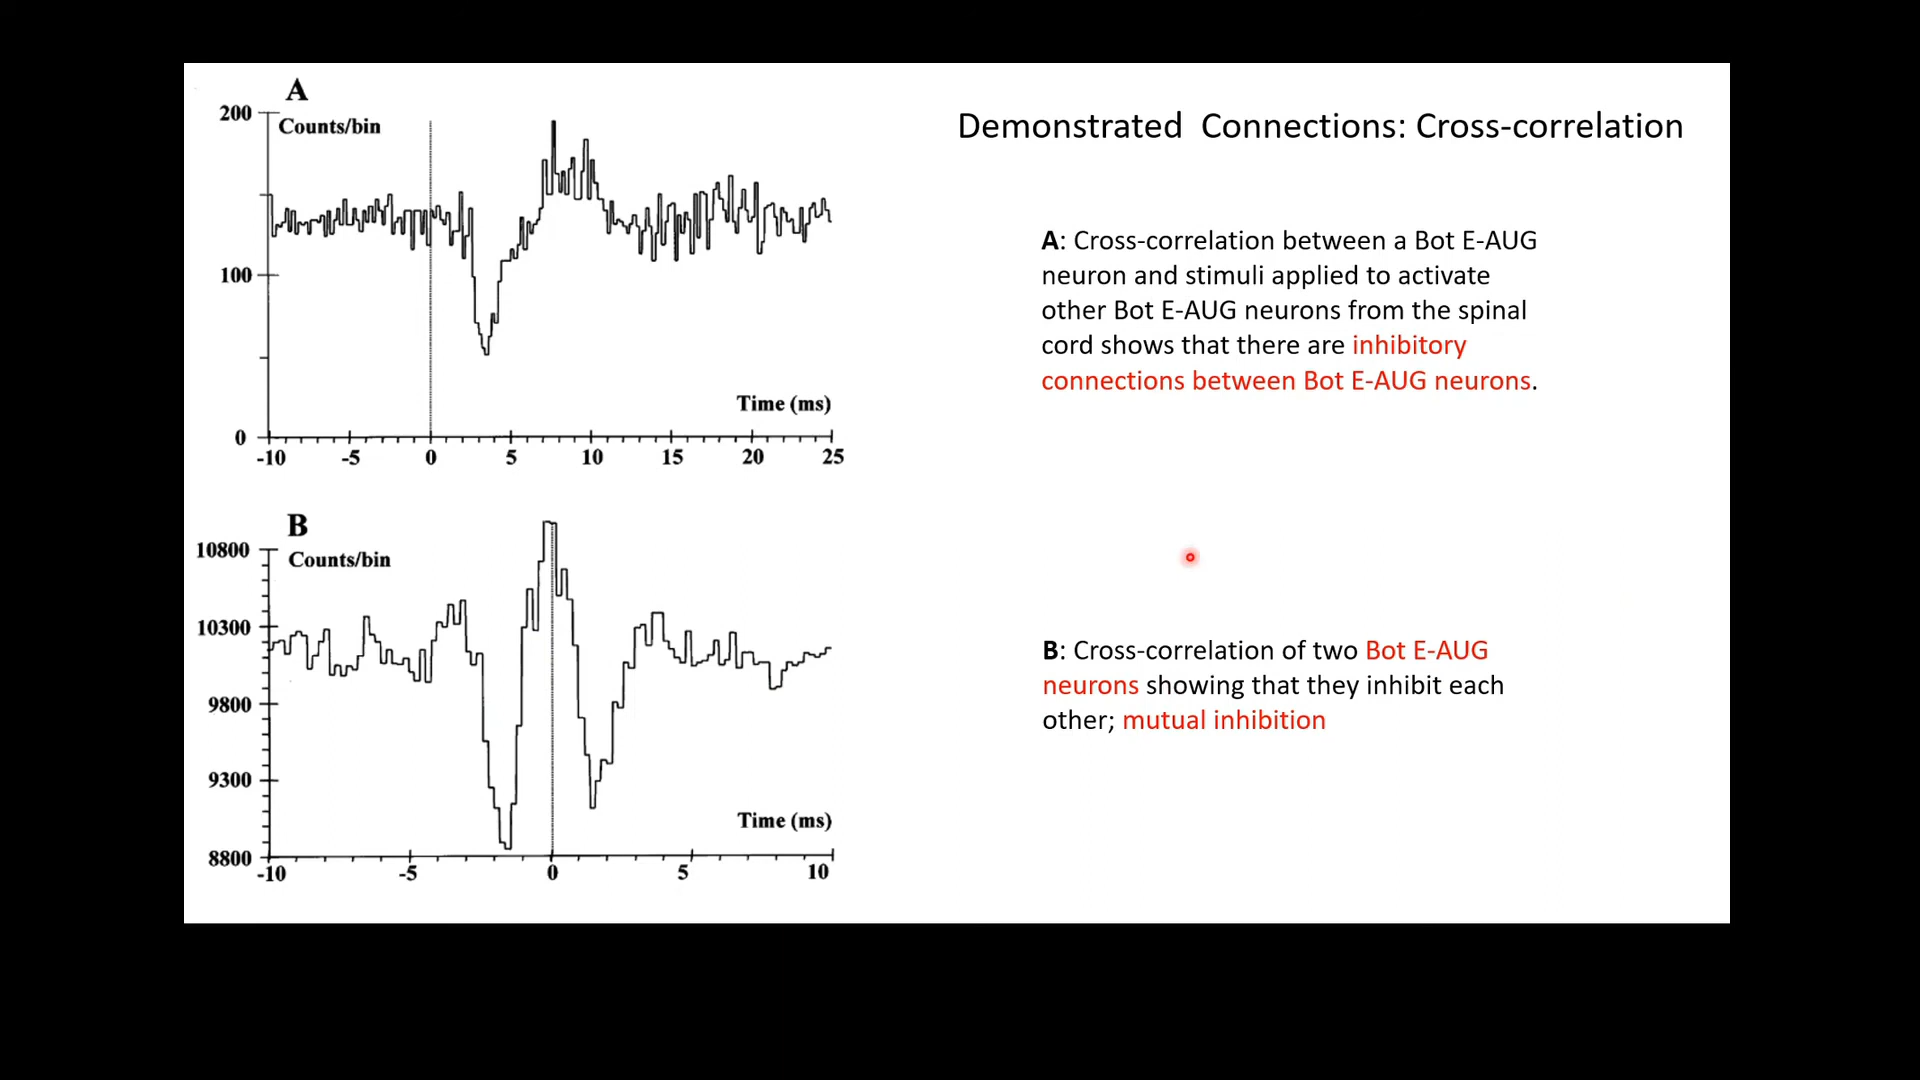 A
200
Counts/bin
100
Time (ms)
0
-10 -5 0 5 10 15 20 25
B
10800
Counts/bin
10300
9800
9300
Time (ms)
8800
-10 -5 0 5 10
Demonstrated Connections: Cross-correlation
A: Cross-correlation between a Bot E-AUG
neuron and stimuli applied to activate
other Bot E-AUG neurons from the spinal
cord shows that there are inhibitory
connections between Bot E-AUG neurons.
B: Cross-correlation of two Bot E-AUG
neurons showing that they inhibit each
other; mutual inhibition